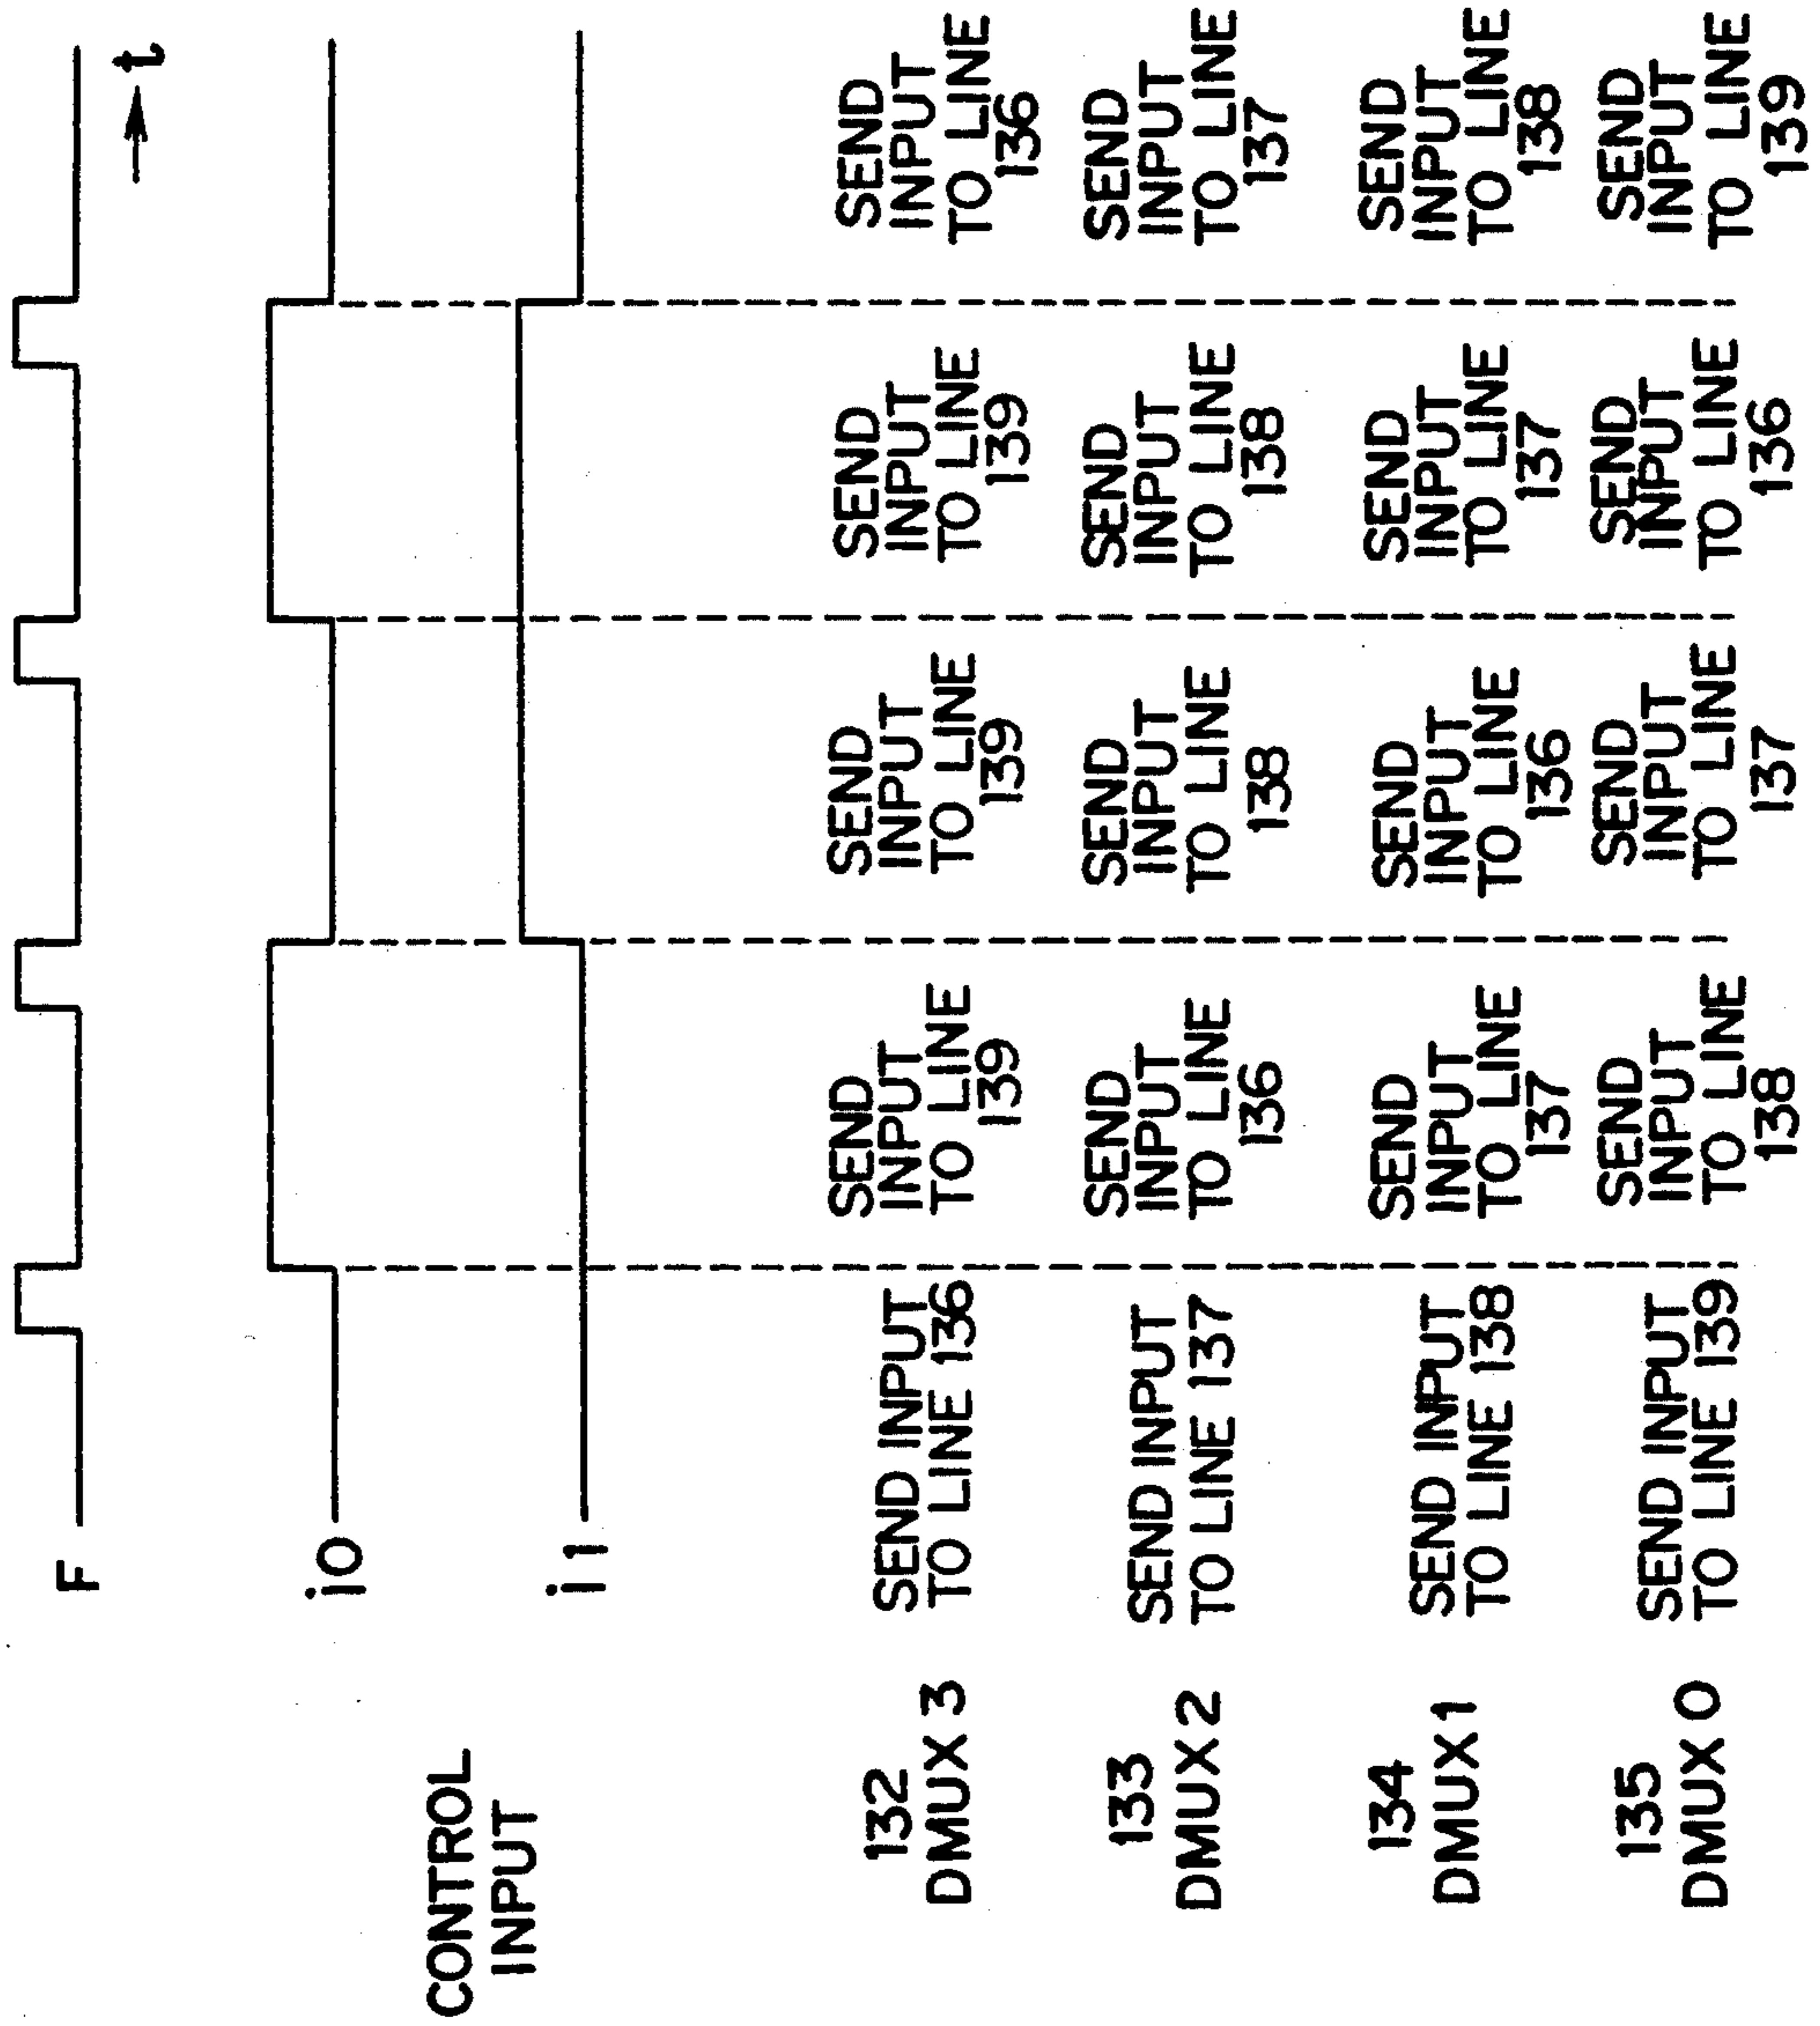 F
t
i0
i1
CONTROL
INPUT
132
DMUX 3
SEND INPUT
TO LINE 136
SEND
INPUT
TO LINE
139
SEND
INPUT
TO LINE
139
SEND
INPUT
TO LINE
139
SEND
INPUT
TO LINE
136
133
DMUX 2
SEND INPUT
TO LINE 137
SEND
INPUT
TO LINE
136
SEND
INPUT
TO LINE
138
SEND
INPUT
TO LINE
138
SEND
INPUT
TO LINE
137
134
DMUX 1
SEND INPUT
TO LINE 138
SEND
INPUT
TO LINE
137
SEND
INPUT
TO LINE
136
SEND
INPUT
TO LINE
137
SEND
INPUT
TO LINE
138
135
DMUX 0
SEND INPUT
TO LINE 139
SEND
INPUT
TO LINE
138
SEND
INPUT
TO LINE
137
SEND
INPUT
TO LINE
136
SEND
INPUT
TO LINE
139